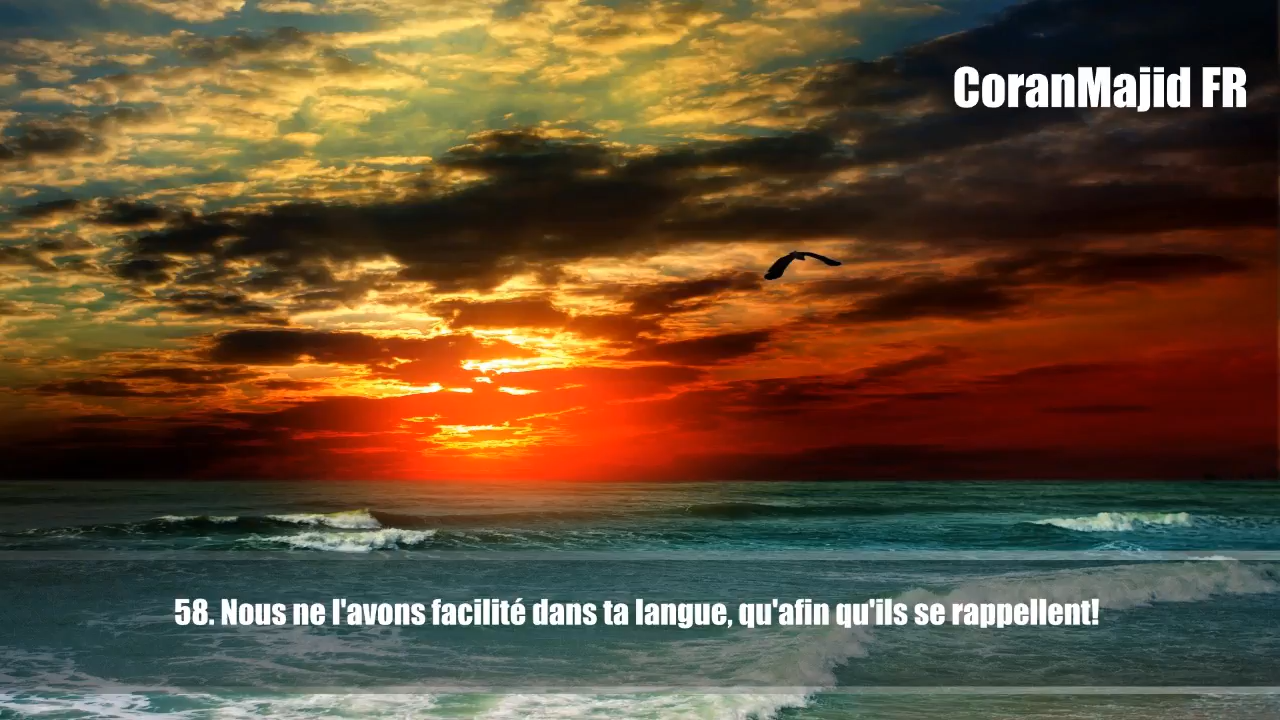 CoranMajid FR
58. Nous ne l'avons facilité dans ta langue, qu'afin qu'ils se rappellent!